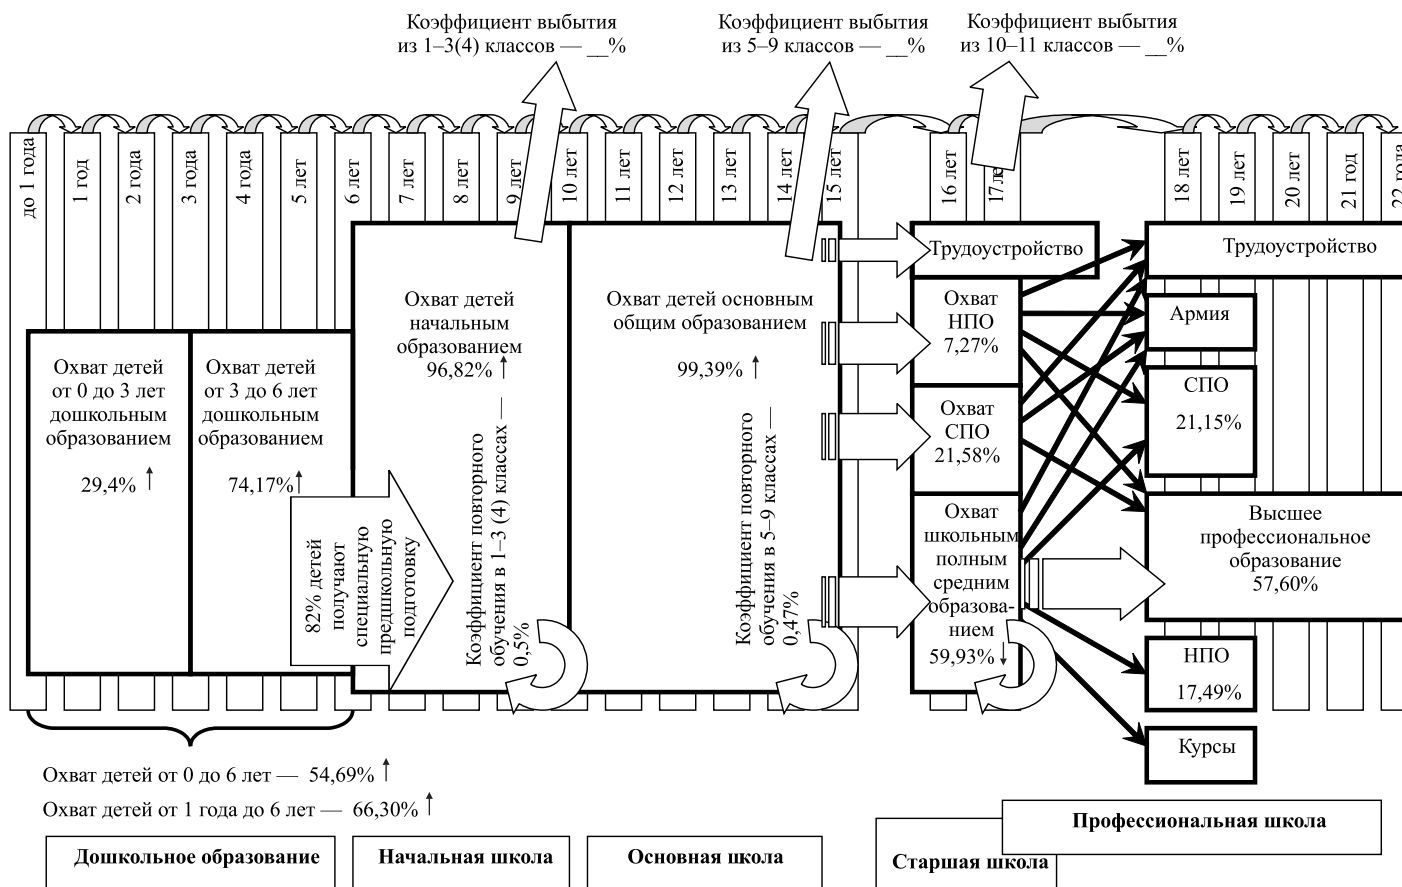 Коэффициент выбытия
из 1–3(4) классов — __%
Коэффициент выбытия
из 5–9 классов — __%
Коэффициент выбытия
из 10–11 классов — __%
до 1 года
1 год
2 года
3 года
4 года
5 лет
6 лет
7 лет
8 лет
9 лет
10 лет
11 лет
12 лет
13 лет
14 лет
15 лет
16 лет
17 ле
18 лет
19 лет
20 лет
21 год
22 года
Охват детей
от 0 до 3 лет
дошкольным
образованием
29,4% ↑
Охват детей
от 3 до 6 лет
дошкольным
образованием
74,17% ↑
82% детей
получают
специальную
предшкольную
подготовку
Охват детей
начальным
образованием
96,82% ↑
Коэффициент повторного
обучения в 1–3 (4) классах —
0,5%
Охват детей основным
общим образованием
99,39% ↑
Коэффициент повторного
обучения в 5–9 классах —
0,47%
Трудоустройство
Охват
НПО
7,27%
Охват
СПО
21,58%
Охват
школьным
полным
средним
образова-
нием
59,93% ↓
Трудоустройство
Армия
СПО
21,15%
Высшее
профессиональное
образование
57,60%
НПО
17,49%
Курсы
Охват детей от 0 до 6 лет — 54,69% ↑
Охват детей от 1 года до 6 лет — 66,30% ↑
Дошкольное образование
Начальная школа
Основная школа
Старшая школа
Профессиональная школа